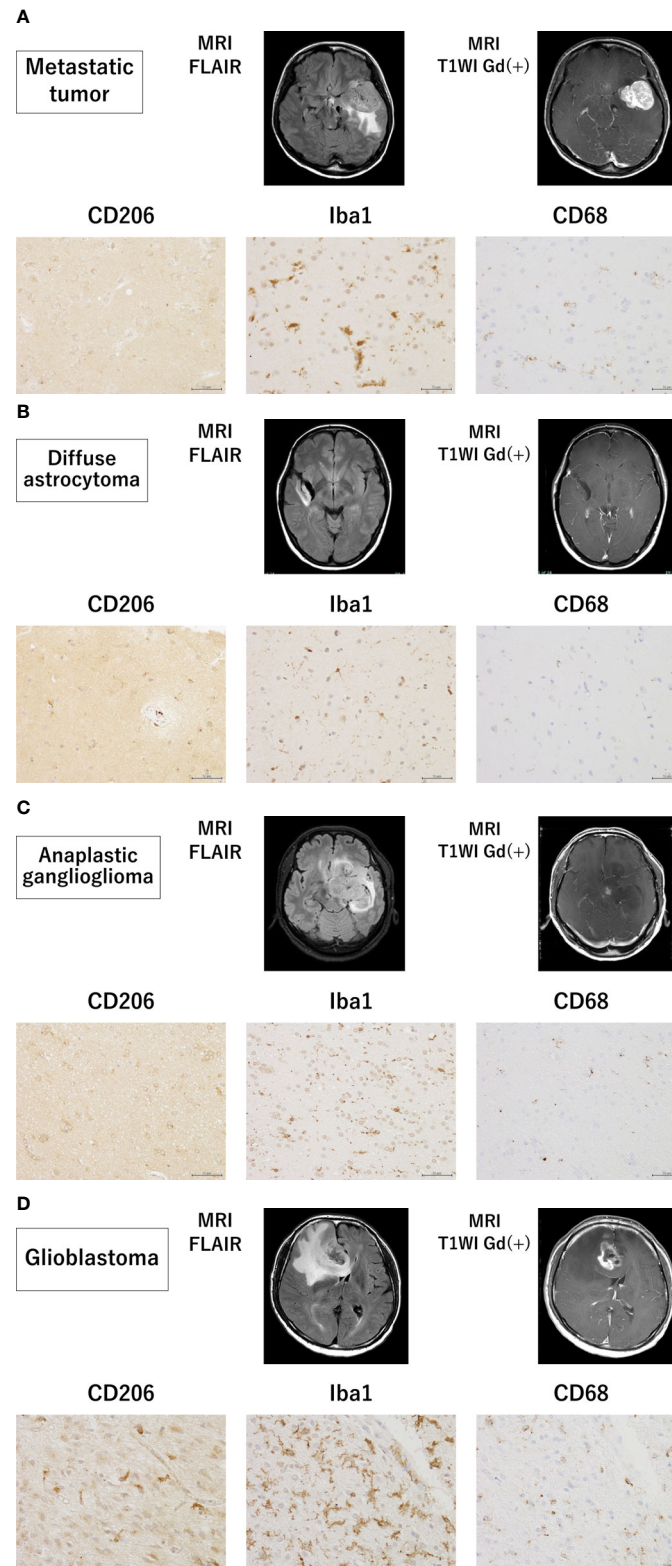 A
Metastatic
tumor
MRI
FLAIR
MRI
T1WI Gd(+)
CD206
Iba1
CD68
B
Diffuse
astrocytoma
MRI
FLAIR
MRI
T1WI Gd(+)
CD206
Iba1
CD68
C
Anaplastic
ganglioglioma
MRI
FLAIR
MRI
T1WI Gd(+)
CD206
Iba1
CD68
D
Glioblastoma
MRI
FLAIR
MRI
T1WI Gd(+)
CD206
Iba1
CD68